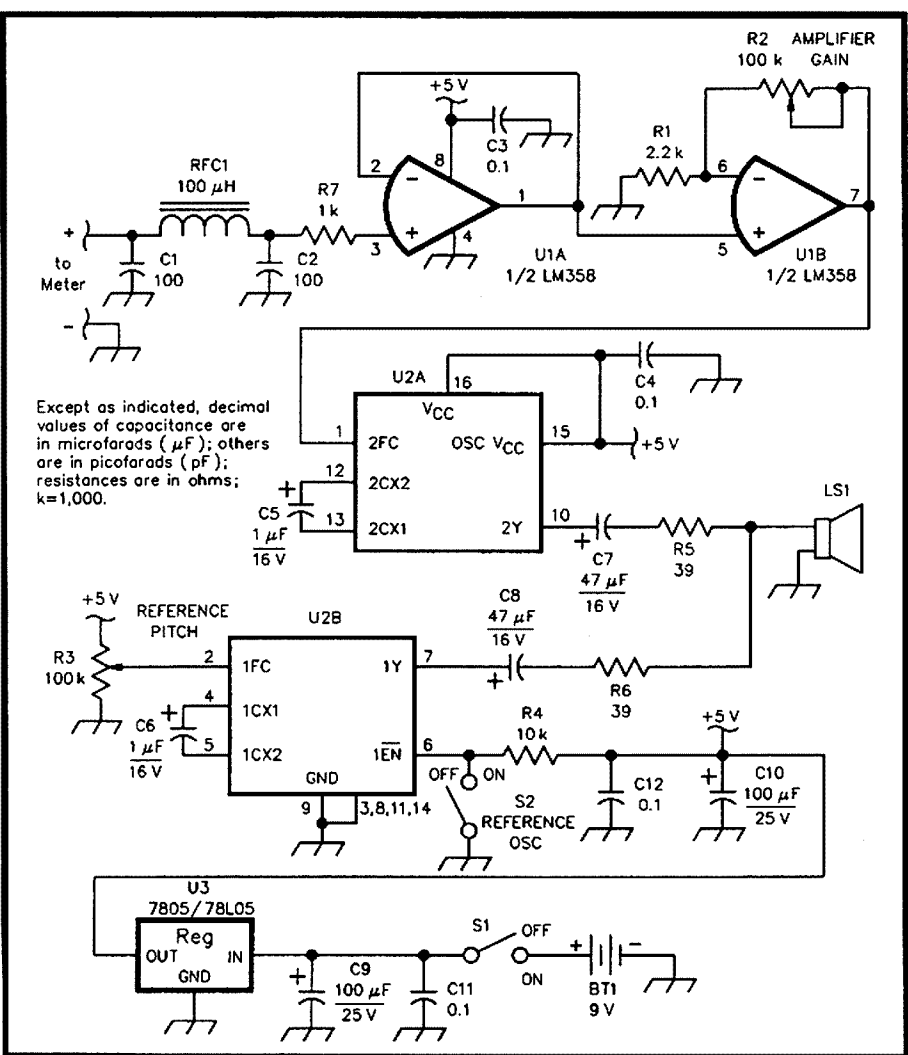 R2 AMPLIFIER
100 k GAIN
+5 V
C3
0.1
R1
2.2 k
2
8
1
6
7
RFC1
100 μH
R7
1 k
3
4
5
−
+
−
+
+
to
Meter
-
C1
100
C2
100
U1A
1/2 LM358
U1B
1/2 LM358
U2A
16
VCC
C4
0.1
Except as indicated, decimal
values of capacitance are
in microfarads (μF); others
are in picofarads (pF);
resistances are in ohms;
k=1,000.
1
2FC
OSC VCC
15
+5 V
12
2CX2
+
C5
1 μF
16 V
13
2CX1
2Y
10
+
C7
47 μF
16 V
R5
39
LS1
+5 V
REFERENCE
PITCH
U2B
C8
47 μF
16 V
+
R3
100 k
2
1FC
1Y
7
R6
39
4
1CX1
+
C6
1 μF
16 V
5
1CX2
1EN
6
R4
10 k
+5 V
GND
9
3,8,11,14
OFF
ON
S2
REFERENCE
OSC
C12
0.1
+
C10
100 μF
25 V
U3
7805/78L05
Reg
OUT
IN
GND
+
C9
100 μF
25 V
C11
0.1
S1
OFF
ON
+
-
BT1
9 V